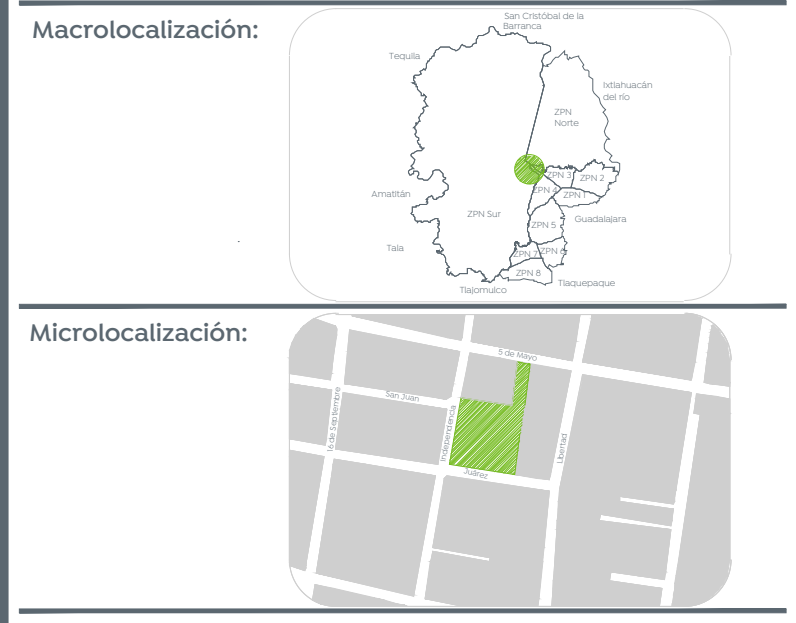 Macrolocalización:
San Cristóbal de la
Barranca
Tequila
Ixtlahuacán
del río
ZPN
Norte
ZPN 3
ZPN 2
Amatitán
ZPN 4
ZPN 1
ZPN Sur
Guadalajara
ZPN 5
Tala
ZPN 7
ZPN 6
ZPN 8
Tlaquepaque
Tlajomulco
Microlocalización:
5 de Mayo
San Juan
16 de Septiembre
Independencia
Libertad
Juárez